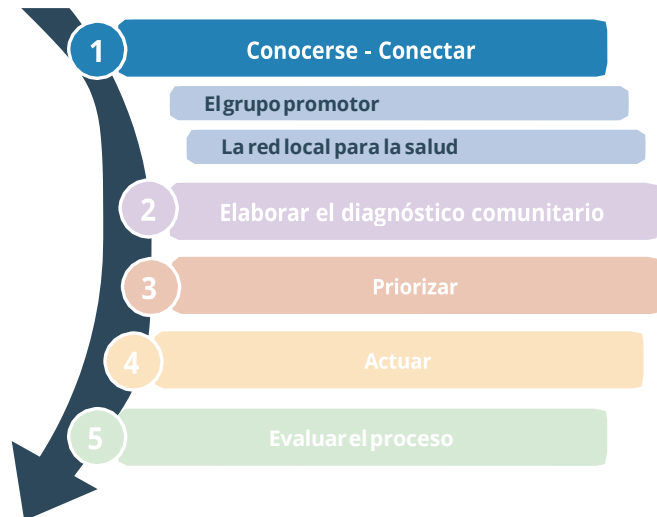 1
Conocerse - Conectar
El grupo promotor
La red local para la salud
2
Elaborar el diagnóstico comunitario
3
Priorizar
4
Actuar
5
Evaluar el proceso